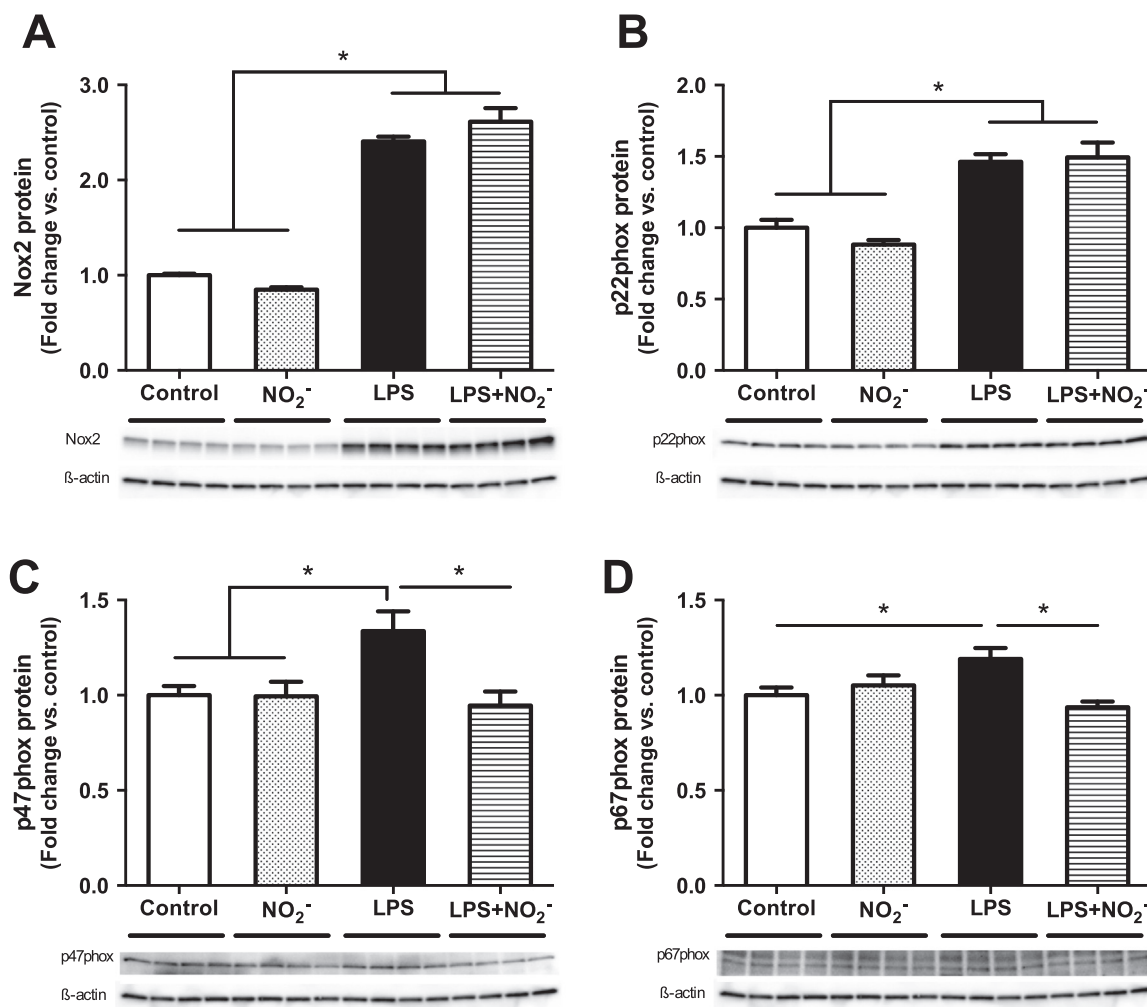 A
B
*
*
3.0
2.0
1.0
0.0
Nox2 protein
(Fold change vs. control)
Control
NO₂⁻
LPS
LPS+NO₂⁻
Nox2
ß-actin
2.0
1.5
1.0
0.5
0.0
p22phox protein
(Fold change vs. control)
Control
NO₂⁻
LPS
LPS+NO₂⁻
p22phox
ß-actin
C
D
*
*
1.5
1.0
0.5
0.0
p47phox protein
(Fold change vs. control)
Control
NO₂⁻
LPS
LPS+NO₂⁻
p47phox
ß-actin
*
*
1.5
1.0
0.5
0.0
p67phox protein
(Fold change vs. control)
Control
NO₂⁻
LPS
LPS+NO₂⁻
p67phox
ß-actin